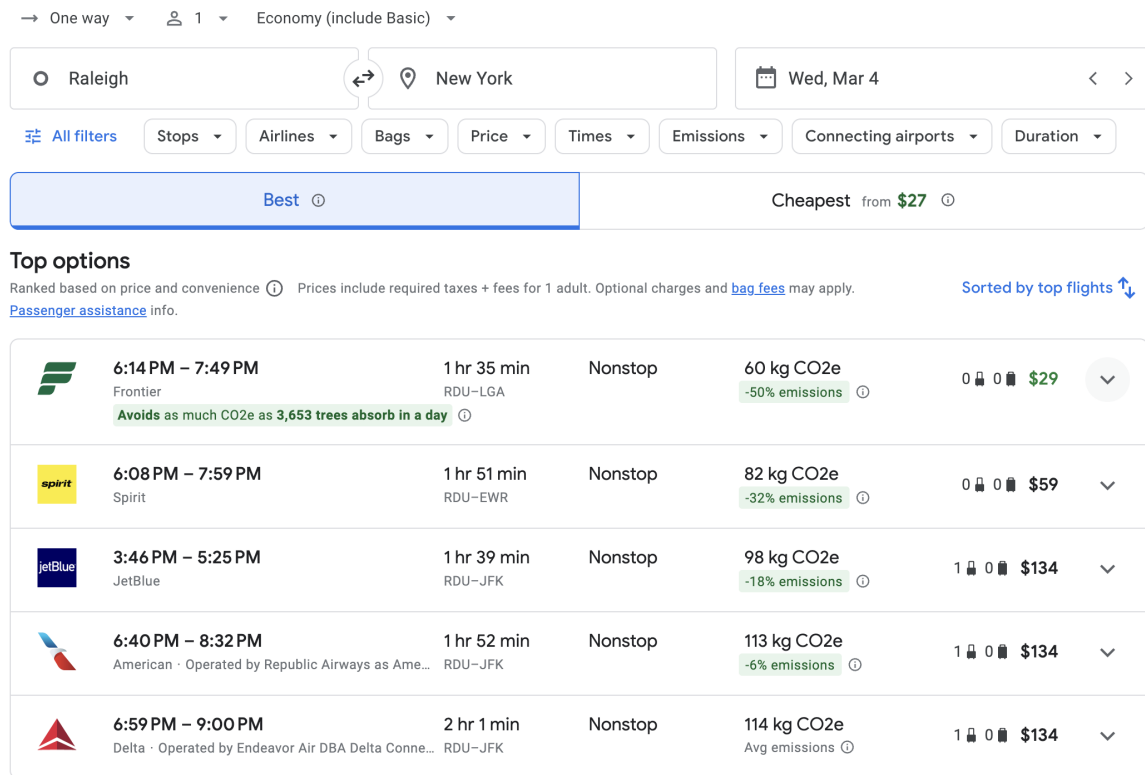 One way 1 Economy (include Basic)
Raleigh New York Wed, Mar 4
All filters Stops Airlines Bags Price Times Emissions Connecting airports Duration
Best Cheapest from $27
Top options
Ranked based on price and convenience Prices include required taxes + fees for 1 adult. Optional charges and bag fees may apply.
Passenger assistance info.
Sorted by top flights
6:14 PM – 7:49 PM 1 hr 35 min Nonstop 60 kg CO2e 0 0 $29
Frontier RDU–LGA -50% emissions
Avoids as much CO2e as 3,653 trees absorb in a day
spirit 6:08 PM – 7:59 PM 1 hr 51 min Nonstop 82 kg CO2e 0 0 $59
Spirit RDU–EWR -32% emissions
jetBlue 3:46 PM – 5:25 PM 1 hr 39 min Nonstop 98 kg CO2e 1 0 $134
JetBlue RDU–JFK -18% emissions
6:40 PM – 8:32 PM 1 hr 52 min Nonstop 113 kg CO2e 1 0 $134
American · Operated by Republic Airways as Ame... RDU–JFK -6% emissions
6:59 PM – 9:00 PM 2 hr 1 min Nonstop 114 kg CO2e 1 0 $134
Delta · Operated by Endeavor Air DBA Delta Conne... RDU–JFK Avg emissions